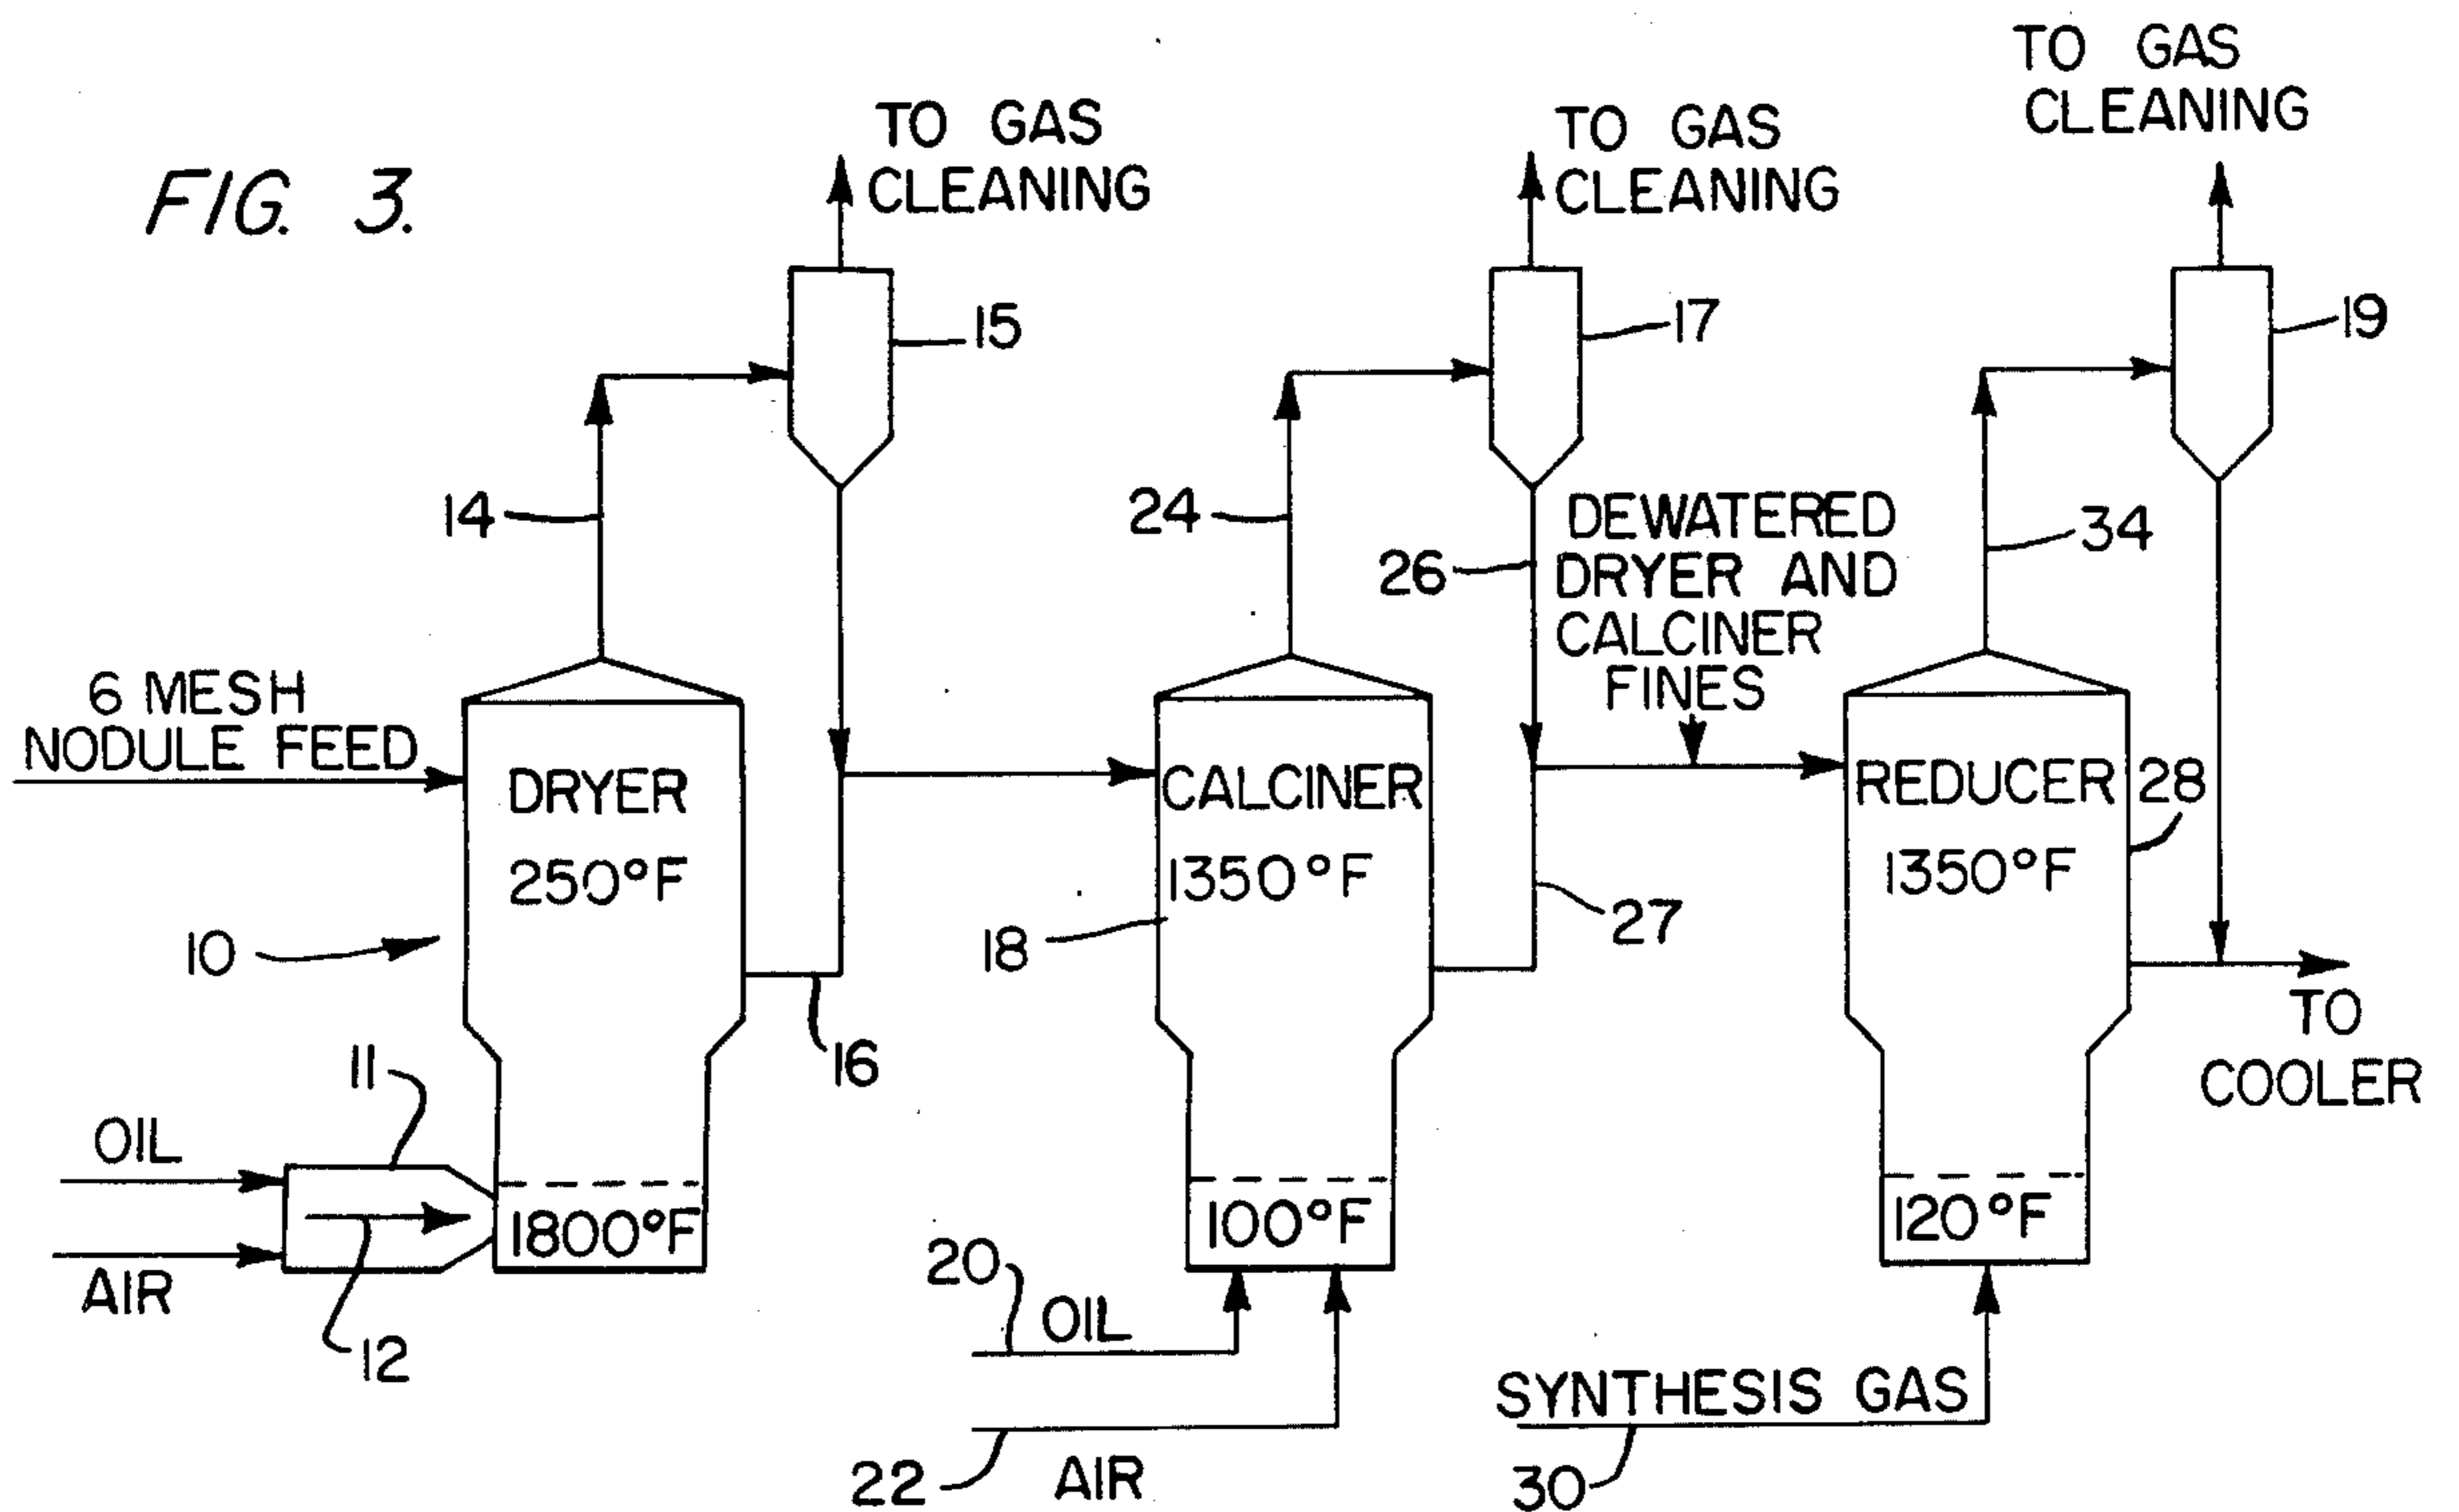 FIG. 3.
TO GAS
CLEANING
TO GAS
CLEANING
TO GAS
CLEANING
15
17
19
14
24
26
DEWATERED
DRYER AND
CALCINER
FINES
34
6 MESH
NODULE FEED
DRYER
250°F
CALCINER
1350°F
REDUCER
1350°F
28
10
18
27
16
TO
COOLER
11
OIL
AIR
12
1800°F
100°F
120°F
20
OIL
22
AIR
SYNTHESIS GAS
30